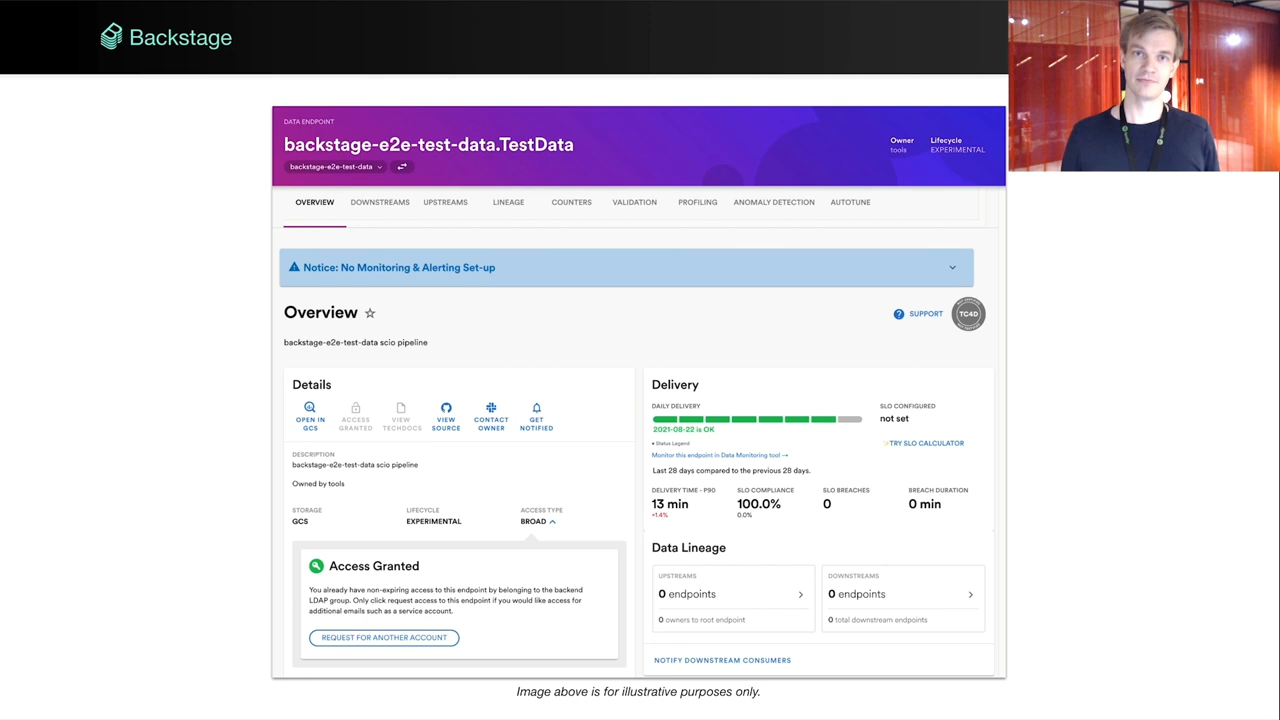 Backstage
DATA ENDPOINT
backstage-e2e-test-data.TestData
backstage-e2e-test-data
Owner
tools
Lifecycle
EXPERIMENTAL
OVERVIEW DOWNSTREAMS UPSTREAMS LINEAGE COUNTERS VALIDATION PROFILING ANOMALY DETECTION AUTOTUNE
Notice: No Monitoring & Alerting Set-up
Overview
SUPPORT
TC4D
backstage-e2e-test-data scio pipeline
Details
OPEN IN GCS
ACCESS GRANTED
VIEW TECHDOCS
VIEW SOURCE
CONTACT OWNER
GET NOTIFIED
DESCRIPTION
backstage-e2e-test-data scio pipeline
Owned by tools
STORAGE
GCS
LIFECYCLE
EXPERIMENTAL
ACCESS TYPE
BROAD
Access Granted
You already have non-expiring access to this endpoint by belonging to the backend
LDAP group. Only click request access to this endpoint if you would like access for
additional emails such as a service account.
REQUEST FOR ANOTHER ACCOUNT
Delivery
DAILY DELIVERY
2021-08-22 is OK
• Status Legend
Monitor this endpoint in Data Monitoring tool →
SLO CONFIGURED
not set
TRY SLO CALCULATOR
Last 28 days compared to the previous 28 days.
DELIVERY TIME - P90
13 min
+1.4%
SLO COMPLIANCE
100.0%
0.0%
SLO BREACHES
0
BREACH DURATION
0 min
Data Lineage
UPSTREAMS
0 endpoints
0 owners to root endpoint
DOWNSTREAMS
0 endpoints
0 total downstream endpoints
NOTIFY DOWNSTREAM CONSUMERS
Image above is for illustrative purposes only.